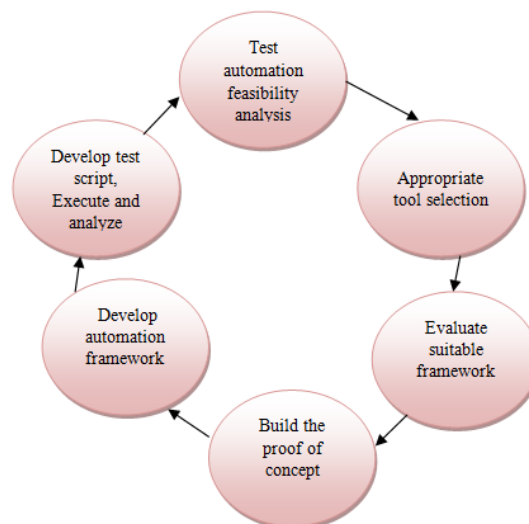 Test
automation
feasibility
analysis
Appropriate
tool selection
Evaluate
suitable
framework
Build the
proof of
concept
Develop
automation
framework
Develop test
script,
Execute and
analyze